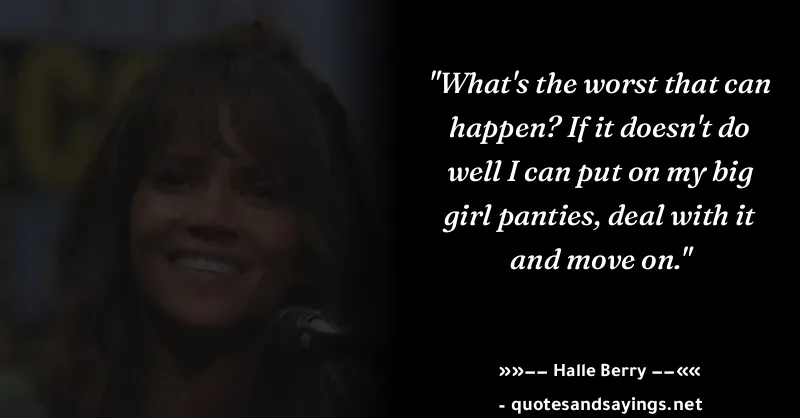 "What's the worst that can
happen? If it doesn't do
well I can put on my big
girl panties, deal with it
and move on."
»»—— Halle Berry ——««
- quotesandsayings.net